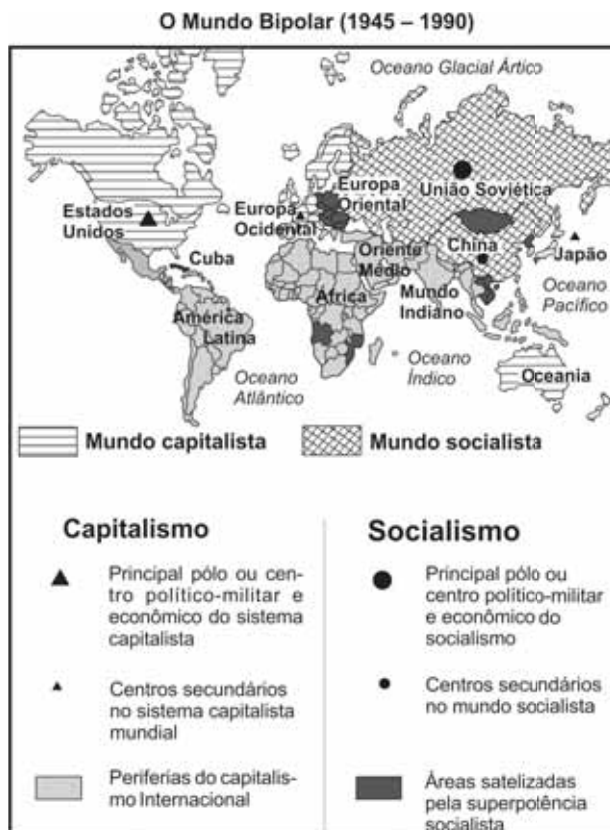 O Mundo Bipolar (1945 – 1990)
Oceano Glacial Ártico
Estados
Unidos
Europa
Ocidental
Europa
Oriental
União Soviética
China
Japão
Cuba
Oriente
Médio
Mundo
Indiano
Oceano
Pacífico
África
América
Latina
Oceano
Índico
Oceano
Atlântico
Oceania
Mundo capitalista
Mundo socialista
Capitalismo
Principal pólo ou cen-
tro político-militar e
econômico do sistema
capitalista
Centros secundários
no sistema capitalista
mundial
Periferias do capitalis-
mo Internacional
Socialismo
Principal pólo ou
centro político-militar
e econômico do
socialismo
Centros secundários
no mundo socialista
Áreas satelizadas
pela superpotência
socialista